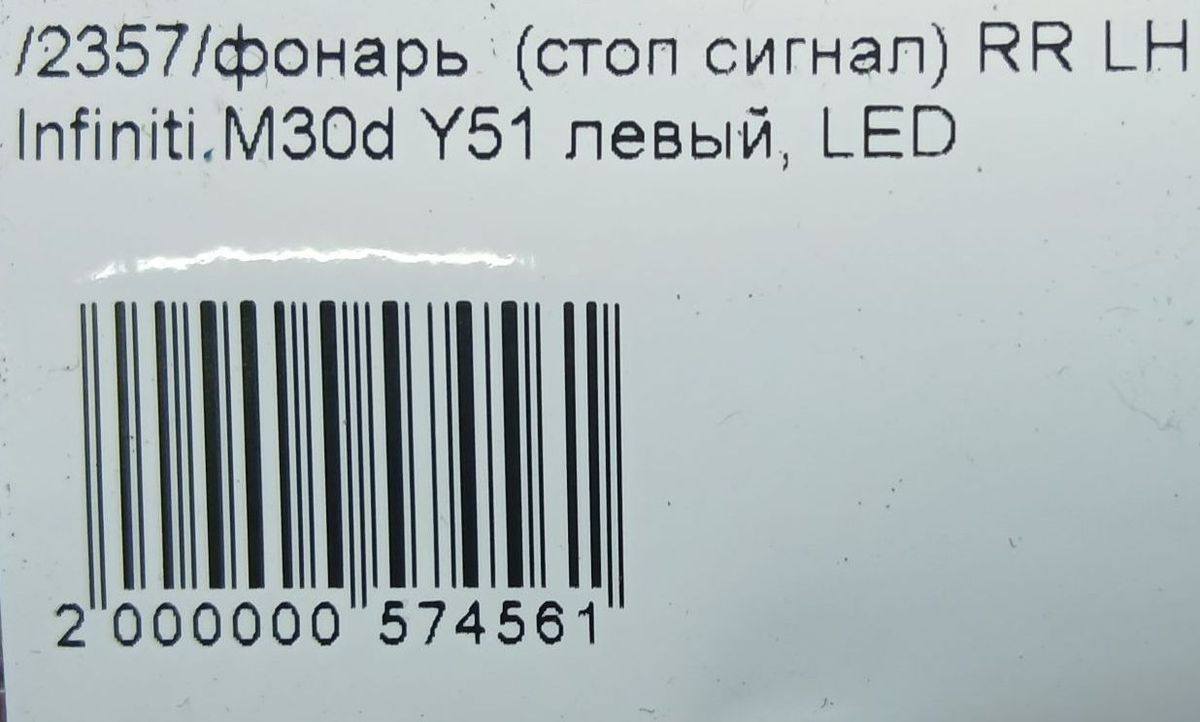 /2357/фонарь (стоп сигнал) RR LH
Infiniti M30d Y51 левый, LED
2 000000 574561